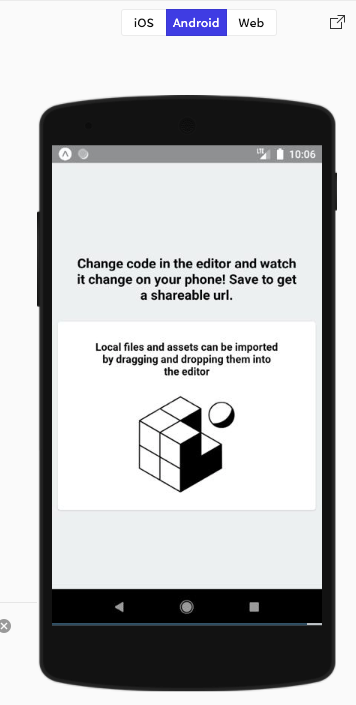 iOS Android Web
LTE 10:06
Change code in the editor and watch
it change on your phone! Save to get
a shareable url.
Local files and assets can be imported
by dragging and dropping them into
the editor